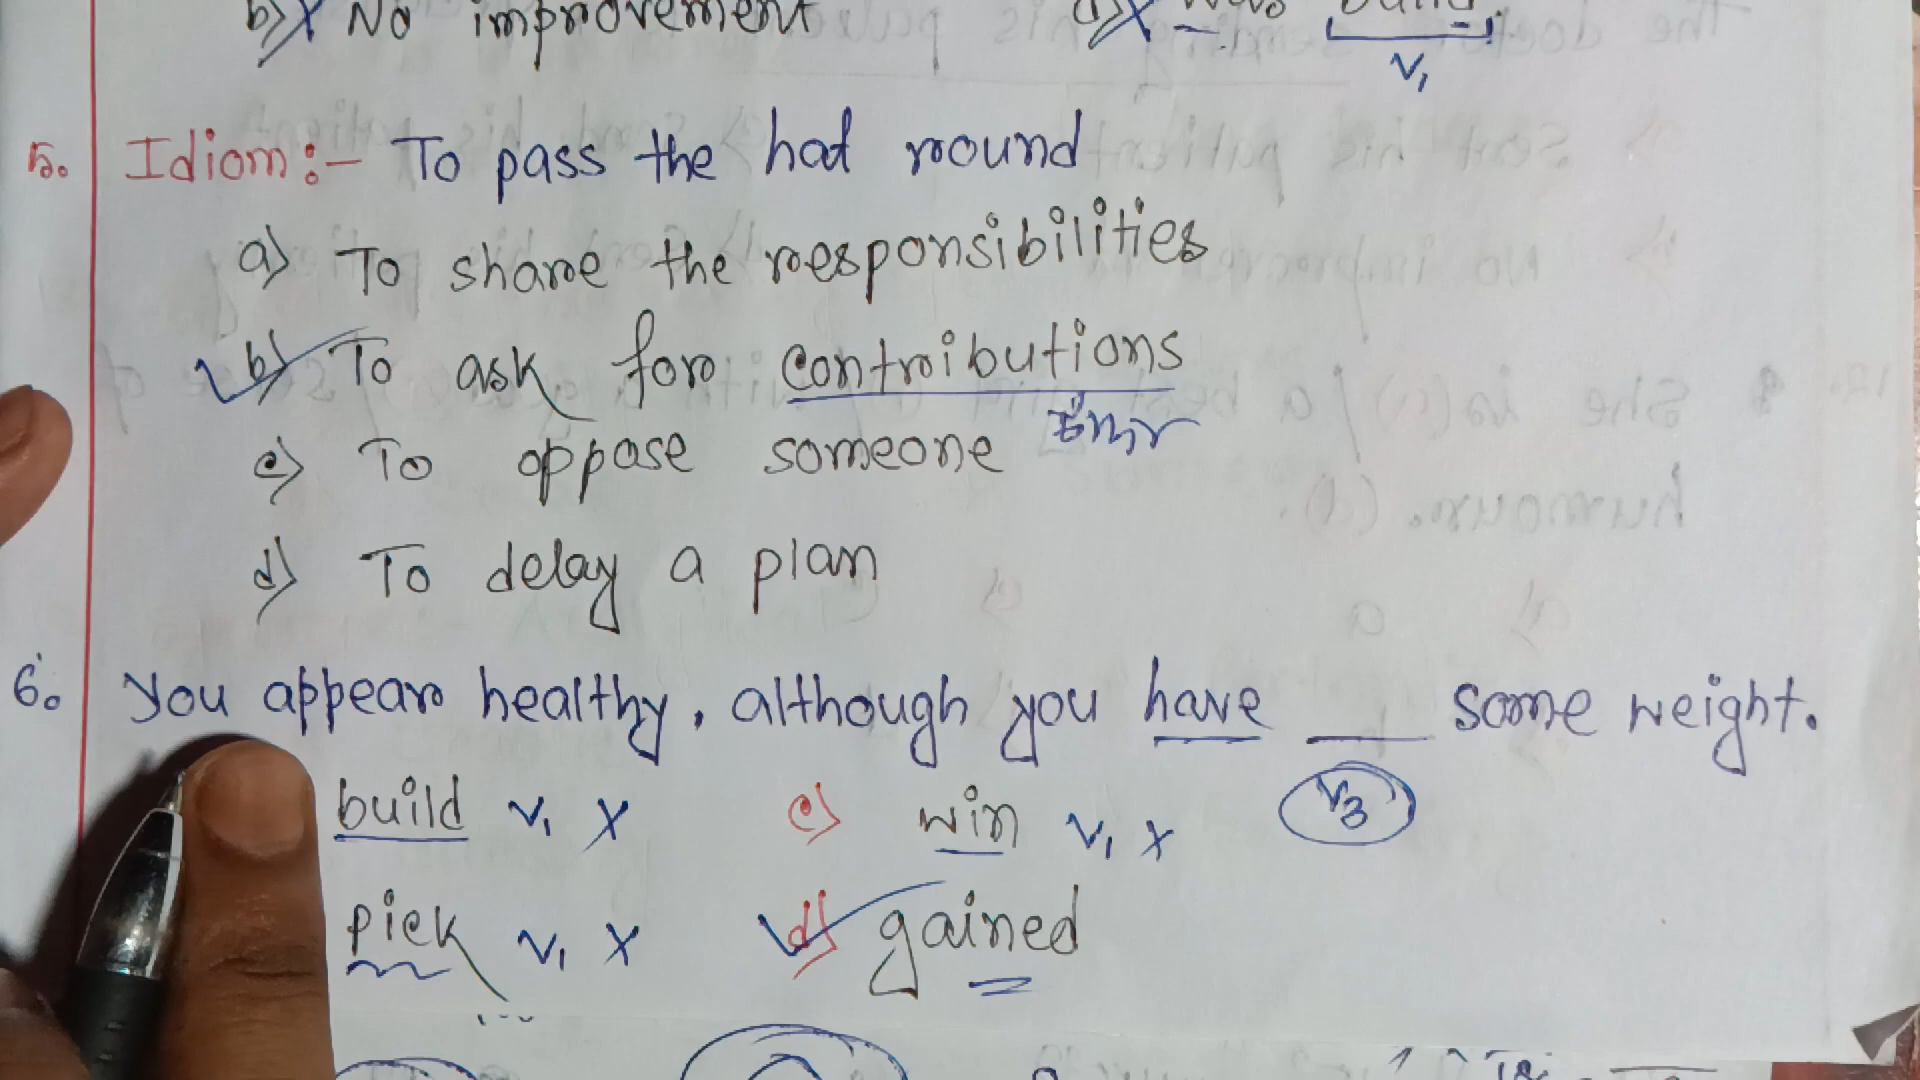 b) X No improvement
d) X
V1
5. Idiom :- To pass the hat round
a) To share the responsibilities
b) To ask for contributions
c) To oppase someone
d) To delay a plan
6. You appear healthy, although you have ___ some weight.
build V1 X c) win V1 X V3
pick V1 X d) gained